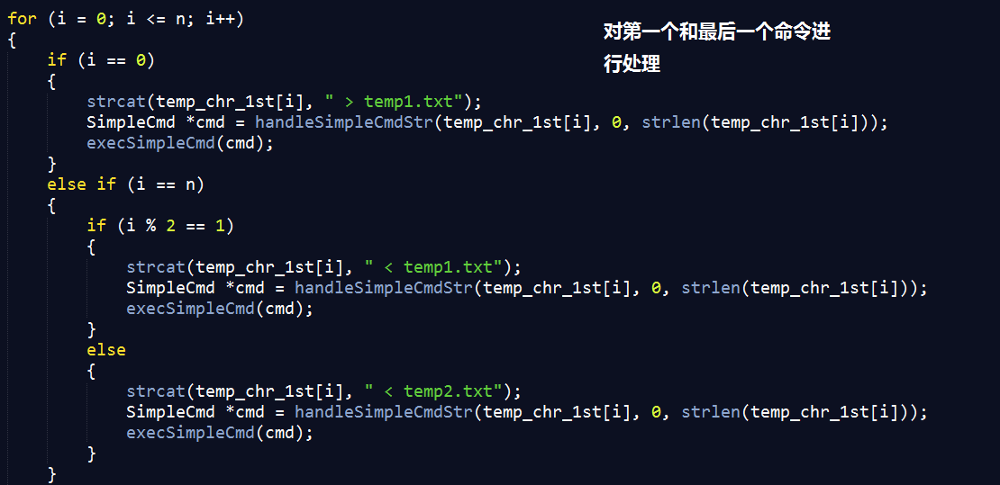 for (i = 0; i <= n; i++)
{
    if (i == 0)
    {
        strcat(temp_chr_1st[i], " > temp1.txt");
        SimpleCmd *cmd = handleSimpleCmdStr(temp_chr_1st[i], 0, strlen(temp_chr_1st[i]));
        execSimpleCmd(cmd);
    }
    else if (i == n)
    {
        if (i % 2 == 1)
        {
            strcat(temp_chr_1st[i], " < temp1.txt");
            SimpleCmd *cmd = handleSimpleCmdStr(temp_chr_1st[i], 0, strlen(temp_chr_1st[i]));
            execSimpleCmd(cmd);
        }
        else
        {
            strcat(temp_chr_1st[i], " < temp2.txt");
            SimpleCmd *cmd = handleSimpleCmdStr(temp_chr_1st[i], 0, strlen(temp_chr_1st[i]));
            execSimpleCmd(cmd);
        }
    }
对第一个和最后一个命令进
行处理